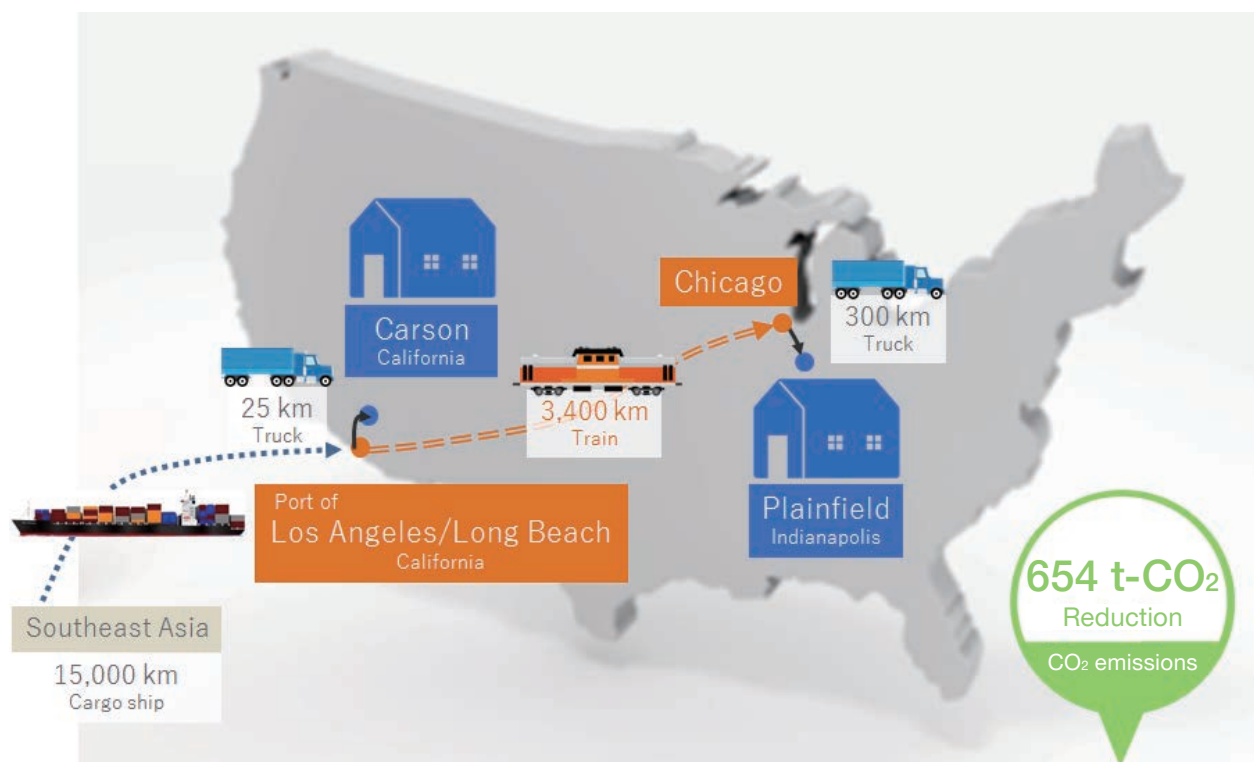 Carson
California
25 km
Truck
Port of
Los Angeles/Long Beach
California
Southeast Asia
15,000 km
Cargo ship
3,400 km
Train
Chicago
300 km
Truck
Plainfield
Indianapolis
654 t-CO₂
Reduction
CO₂ emissions